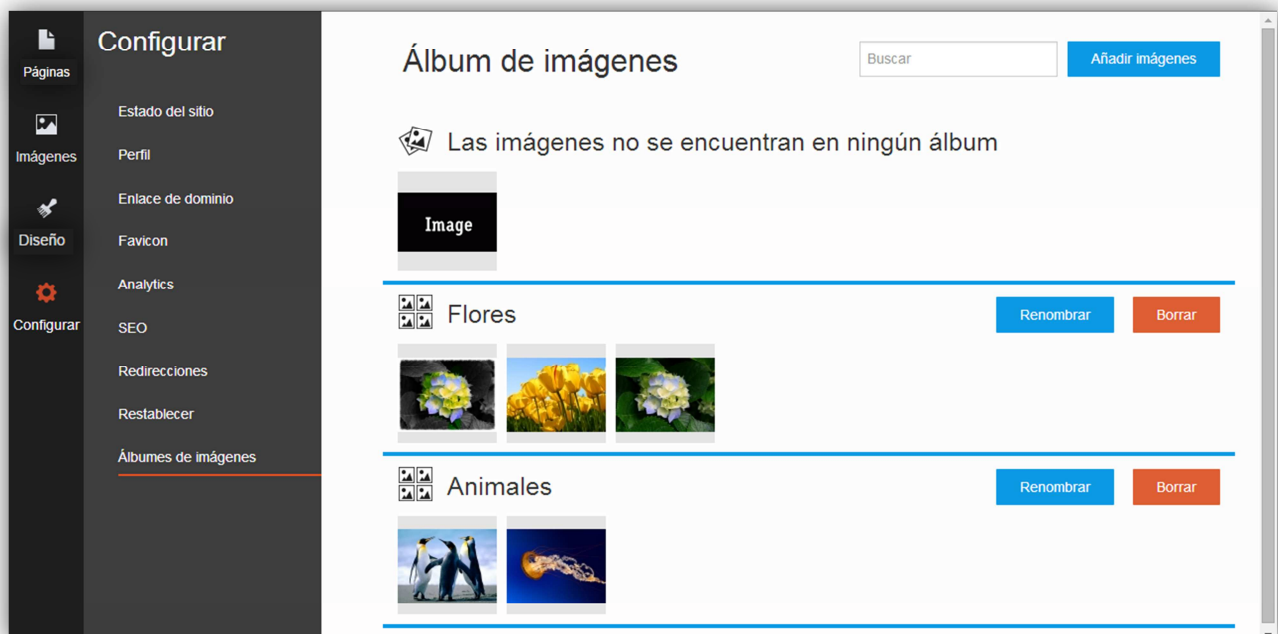 Páginas
Imágenes
Diseño
Configurar
Configurar
Estado del sitio
Perfil
Enlace de dominio
Favicon
Analytics
SEO
Redirecciones
Restablecer
Álbumes de imágenes
Álbum de imágenes
Buscar
Añadir imágenes
Las imágenes no se encuentran en ningún álbum
Image
Flores
Renombrar
Borrar
Animales
Renombrar
Borrar